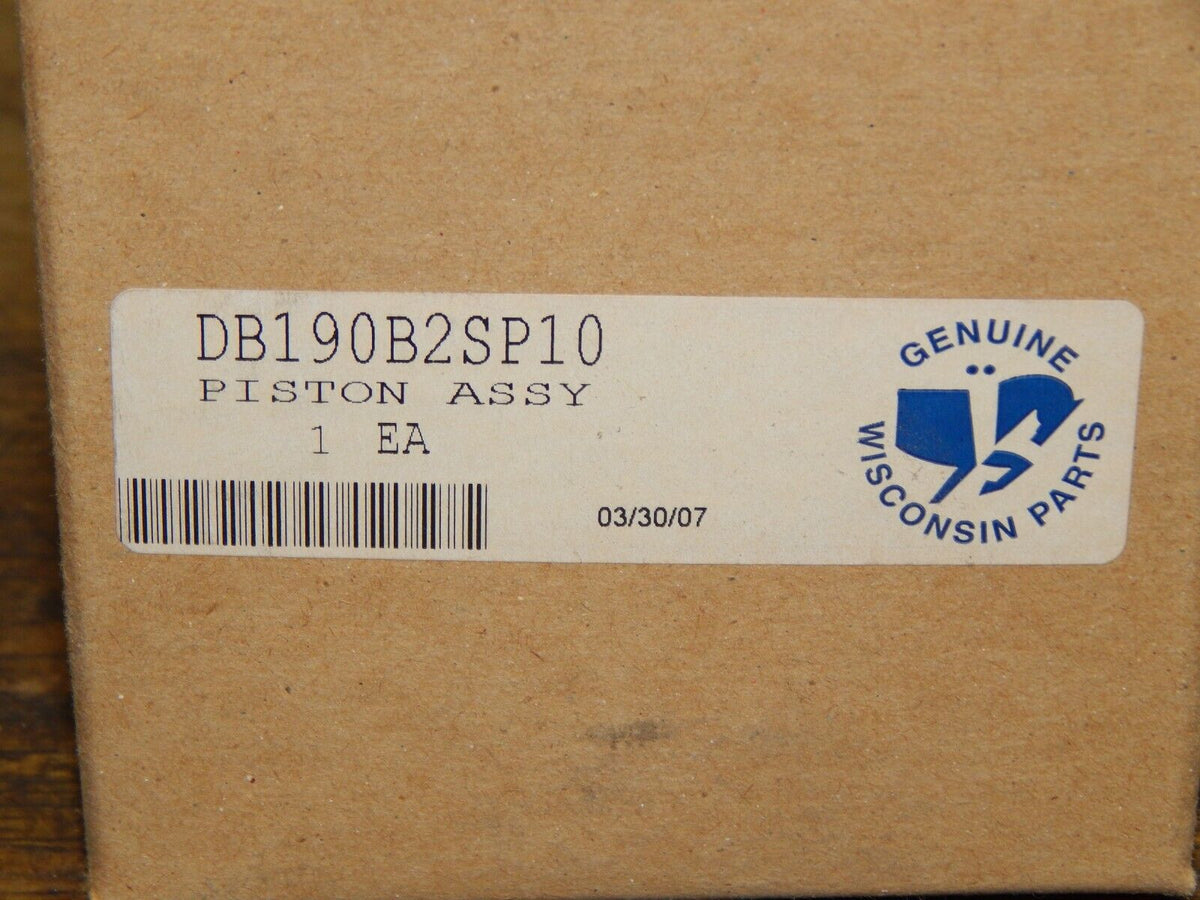 DB190B2SP10
PISTON ASSY
1 EA
03/30/07
GENUINE
WISCONSIN PARTS